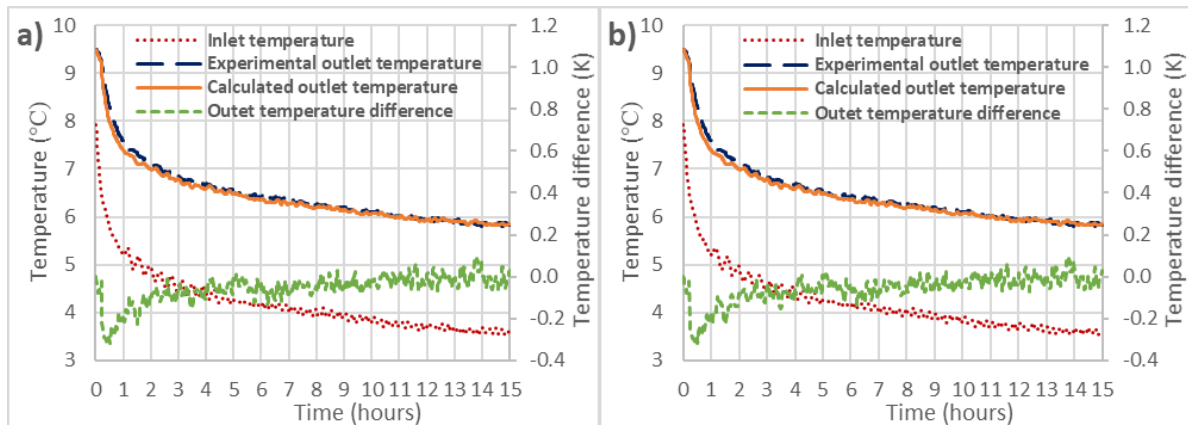 a)
Inlet temperature
Experimental outlet temperature
Calculated outlet temperature
Outet temperature difference
Temperature (°C)
10
9
8
7
6
5
4
3
Temperature difference (K)
1.2
1.0
0.8
0.6
0.4
0.2
0.0
-0.2
-0.4
0 1 2 3 4 5 6 7 8 9 10 11 12 13 14 15
Time (hours)
b)
Inlet temperature
Experimental outlet temperature
Calculated outlet temperature
Outet temperature difference
Temperature (°C)
10
9
8
7
6
5
4
3
Temperature difference (K)
1.2
1.0
0.8
0.6
0.4
0.2
0.0
-0.2
-0.4
0 1 2 3 4 5 6 7 8 9 10 11 12 13 14 15
Time (hours)